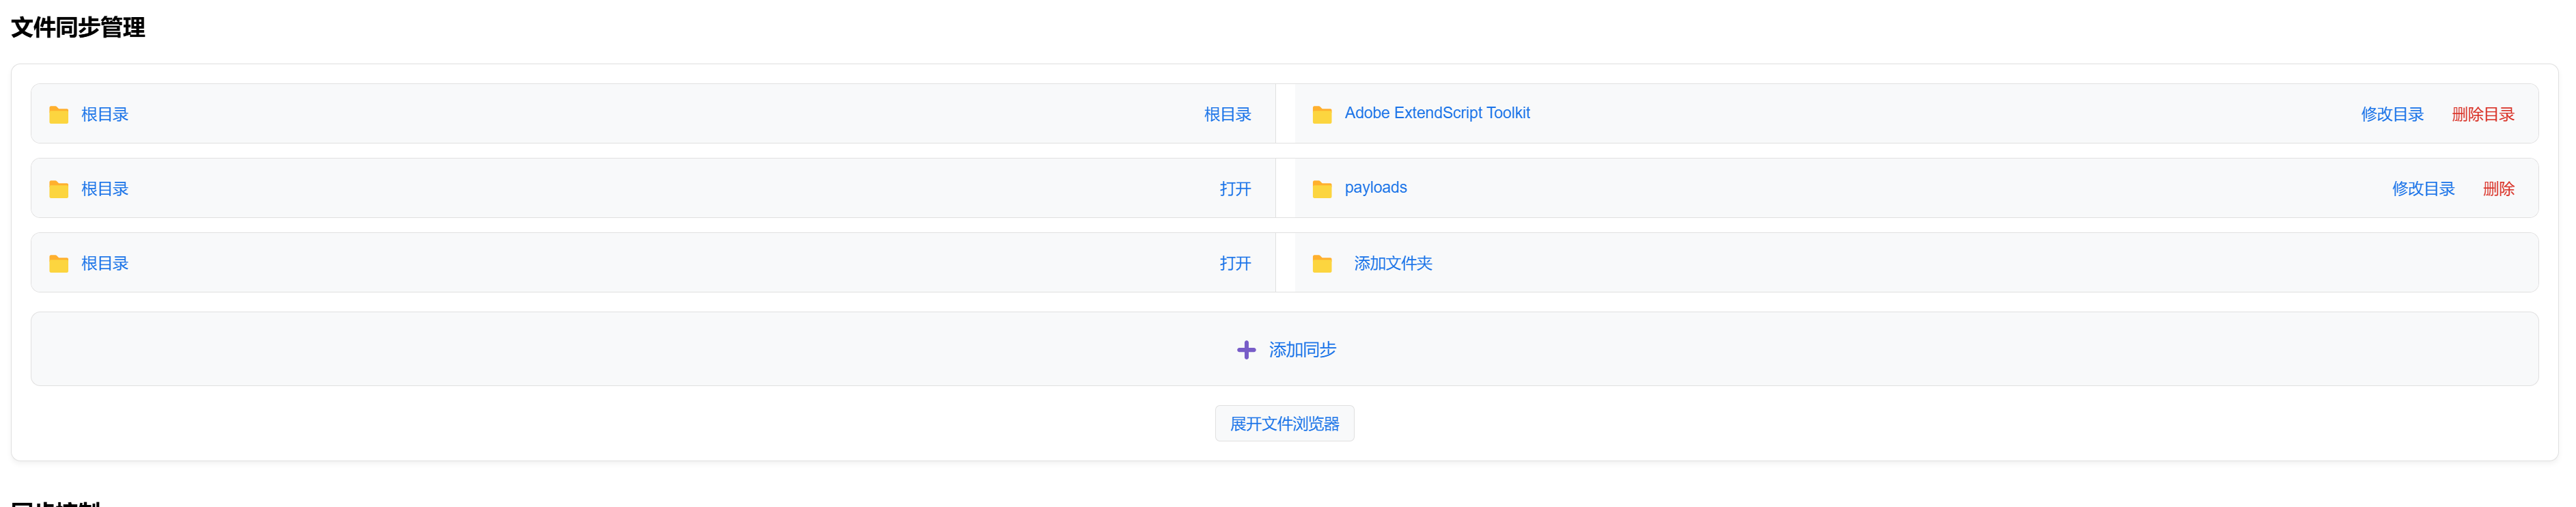 文件同步管理
根目录 根目录 Adobe ExtendScript Toolkit 修改目录 删除目录
根目录 打开 payloads 修改目录 删除
根目录 打开 添加文件夹
添加同步
展开文件浏览器